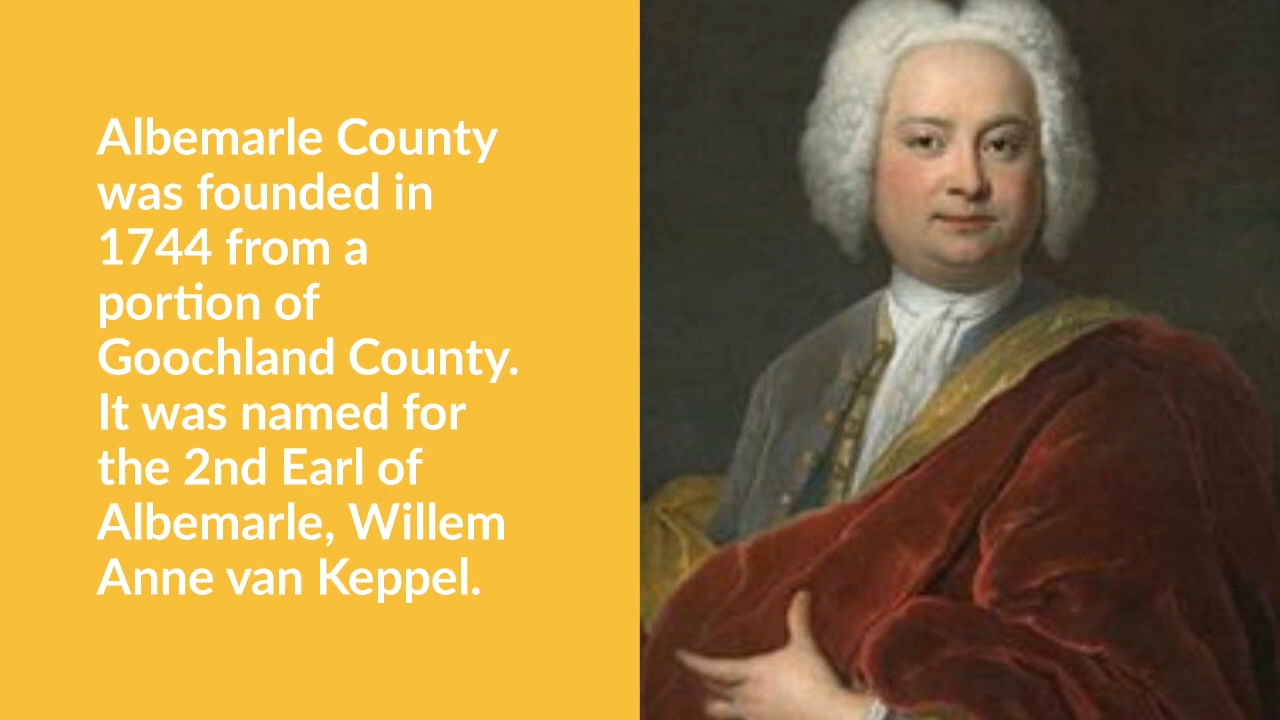 Albemarle County
was founded in
1744 from a
portion of
Goochland County.
It was named for
the 2nd Earl of
Albemarle, Willem
Anne van Keppel.